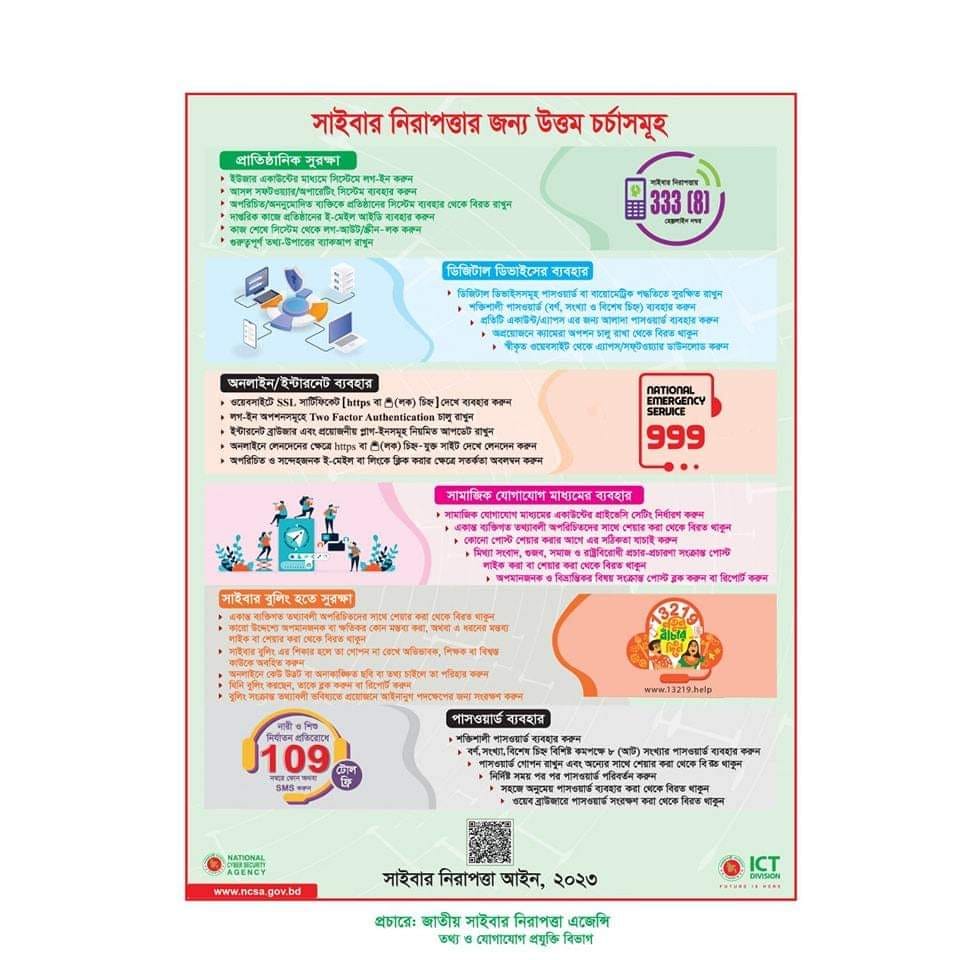 সাইবার নিরাপত্তার জন্য উত্তম চর্চাসমূহ
প্রাতিষ্ঠানিক সুরক্ষা
ইউজার একাউন্টের মাধ্যমে সিস্টেমে লগ-ইন করুন
আসল সফটওয়্যার/অপারেটিং সিস্টেম ব্যবহার করুন
অপরিচিত/অননুমোদিত ব্যক্তিকে প্রতিষ্ঠানের সিস্টেম ব্যবহার থেকে বিরত রাখুন
দাপ্তরিক কাজে প্রতিষ্ঠানের ই-মেইল আইডি ব্যবহার করুন
কাজ শেষে সিস্টেম থেকে লগ-আউট/স্ক্রীন-লক করুন
গুরুত্বপূর্ণ তথ্য-উপাত্তের ব্যাকআপ রাখুন
সাইবার নিরাপত্তায়
333 (8)
হেল্পলাইন নম্বর
ডিজিটাল ডিভাইসের ব্যবহার
ডিজিটাল ডিভাইসসমূহ পাসওয়ার্ড বা বায়োমেট্রিক পদ্ধতিতে সুরক্ষিত রাখুন
শক্তিশালী পাসওয়ার্ড (বর্ণ, সংখ্যা ও বিশেষ চিহ্ন) ব্যবহার করুন
প্রতিটি একাউন্ট/এ্যাপস এর জন্য আলাদা পাসওয়ার্ড ব্যবহার করুন
অপ্রয়োজনে ক্যামেরা অপশন চালু রাখা থেকে বিরত থাকুন
স্বীকৃত ওয়েবসাইট থেকে এ্যাপস/সফ্টওয়্যার ডাউনলোড করুন
অনলাইন/ইন্টারনেট ব্যবহার
ওয়েবসাইটে SSL সার্টিফিকেট [https বা (লক) চিহ্ন] দেখে ব্যবহার করুন
লগ-ইন অপশনসমূহে Two Factor Authentication চালু রাখুন
ইন্টারনেট ব্রাউজার এবং প্রয়োজনীয় প্লাগ-ইনসমূহ নিয়মিত আপডেট রাখুন
অনলাইনে লেনদেনের ক্ষেত্রে https বা (লক) চিহ্ন-যুক্ত সাইট দেখে লেনদেন করুন
অপরিচিত ও সন্দেহজনক ই-মেইল বা লিংকে ক্লিক করার ক্ষেত্রে সতর্কতা অবলম্বন করুন
NATIONAL
EMERGENCY
SERVICE
999
সামাজিক যোগাযোগ মাধ্যমের ব্যবহার
সামাজিক যোগাযোগ মাধ্যমের একাউন্টের প্রাইভেসি সেটিং নির্ধারণ করুন
একান্ত ব্যক্তিগত তথ্যাবলী অপরিচিতদের সাথে শেয়ার করা থেকে বিরত থাকুন
কোনো পোস্ট শেয়ার করার আগে এর সঠিকতা যাচাই করুন
মিথ্যা সংবাদ, গুজব, সমাজ ও রাষ্ট্রবিরোধী প্রচার-প্রচারণা সংক্রান্ত পোস্ট
লাইক করা বা শেয়ার করা থেকে বিরত থাকুন
অপমানজনক ও বিভ্রান্তিকর বিষয় সংক্রান্ত পোস্ট ব্লক করুন বা রিপোর্ট করুন
সাইবার বুলিং হতে সুরক্ষা
একান্ত ব্যক্তিগত তথ্যাবলী অপরিচিতদের সাথে শেয়ার করা থেকে বিরত থাকুন
কারো উদ্দেশ্যে অপমানজনক বা ক্ষতিকর কোন মন্তব্য করা, অথবা এ ধরনের মন্তব্য
লাইক বা শেয়ার করা থেকে বিরত থাকুন
সাইবার বুলিং এর শিকার হলে তা গোপন না রেখে অভিভাবক, শিক্ষক বা বিশ্বস্ত
কাউকে অবহিত করুন
অনলাইনে কেউ উদ্ভট বা অনাকাঙ্ক্ষিত ছবি বা তথ্য চাইলে তা পরিহার করুন
যিনি বুলিং করছেন, তাকে ব্লক করুন বা রিপোর্ট করুন
বুলিং সংক্রান্ত তথ্যাবলী ভবিষ্যতে প্রয়োজনে আইনানুগ পদক্ষেপের জন্য সংরক্ষণ করুন
13219
www.13219.help
নারী ও শিশু
নির্যাতন প্রতিরোধে
109
নম্বরে ফোন অথবা
SMS করুন
টোল
ফ্রি
পাসওয়ার্ড ব্যবহার
শক্তিশালী পাসওয়ার্ড ব্যবহার করুন
বর্ণ, সংখ্যা, বিশেষ চিহ্ন বিশিষ্ট কমপক্ষে ৮ (আট) সংখ্যার পাসওয়ার্ড ব্যবহার করুন
পাসওয়ার্ড গোপন রাখুন এবং অন্যের সাথে শেয়ার করা থেকে বিরত থাকুন
নির্দিষ্ট সময় পর পর পাসওয়ার্ড পরিবর্তন করুন
সহজে অনুমেয় পাসওয়ার্ড ব্যবহার করা থেকে বিরত থাকুন
ওয়েব ব্রাউজারে পাসওয়ার্ড সংরক্ষণ করা থেকে বিরত থাকুন
NATIONAL
CYBER SECURITY
AGENCY
www.ncsa.gov.bd
সাইবার নিরাপত্তা আইন, ২০২৩
ICT
DIVISION
FUTURE IS HERE
প্রচারে: জাতীয় সাইবার নিরাপত্তা এজেন্সি
তথ্য ও যোগাযোগ প্রযুক্তি বিভাগ